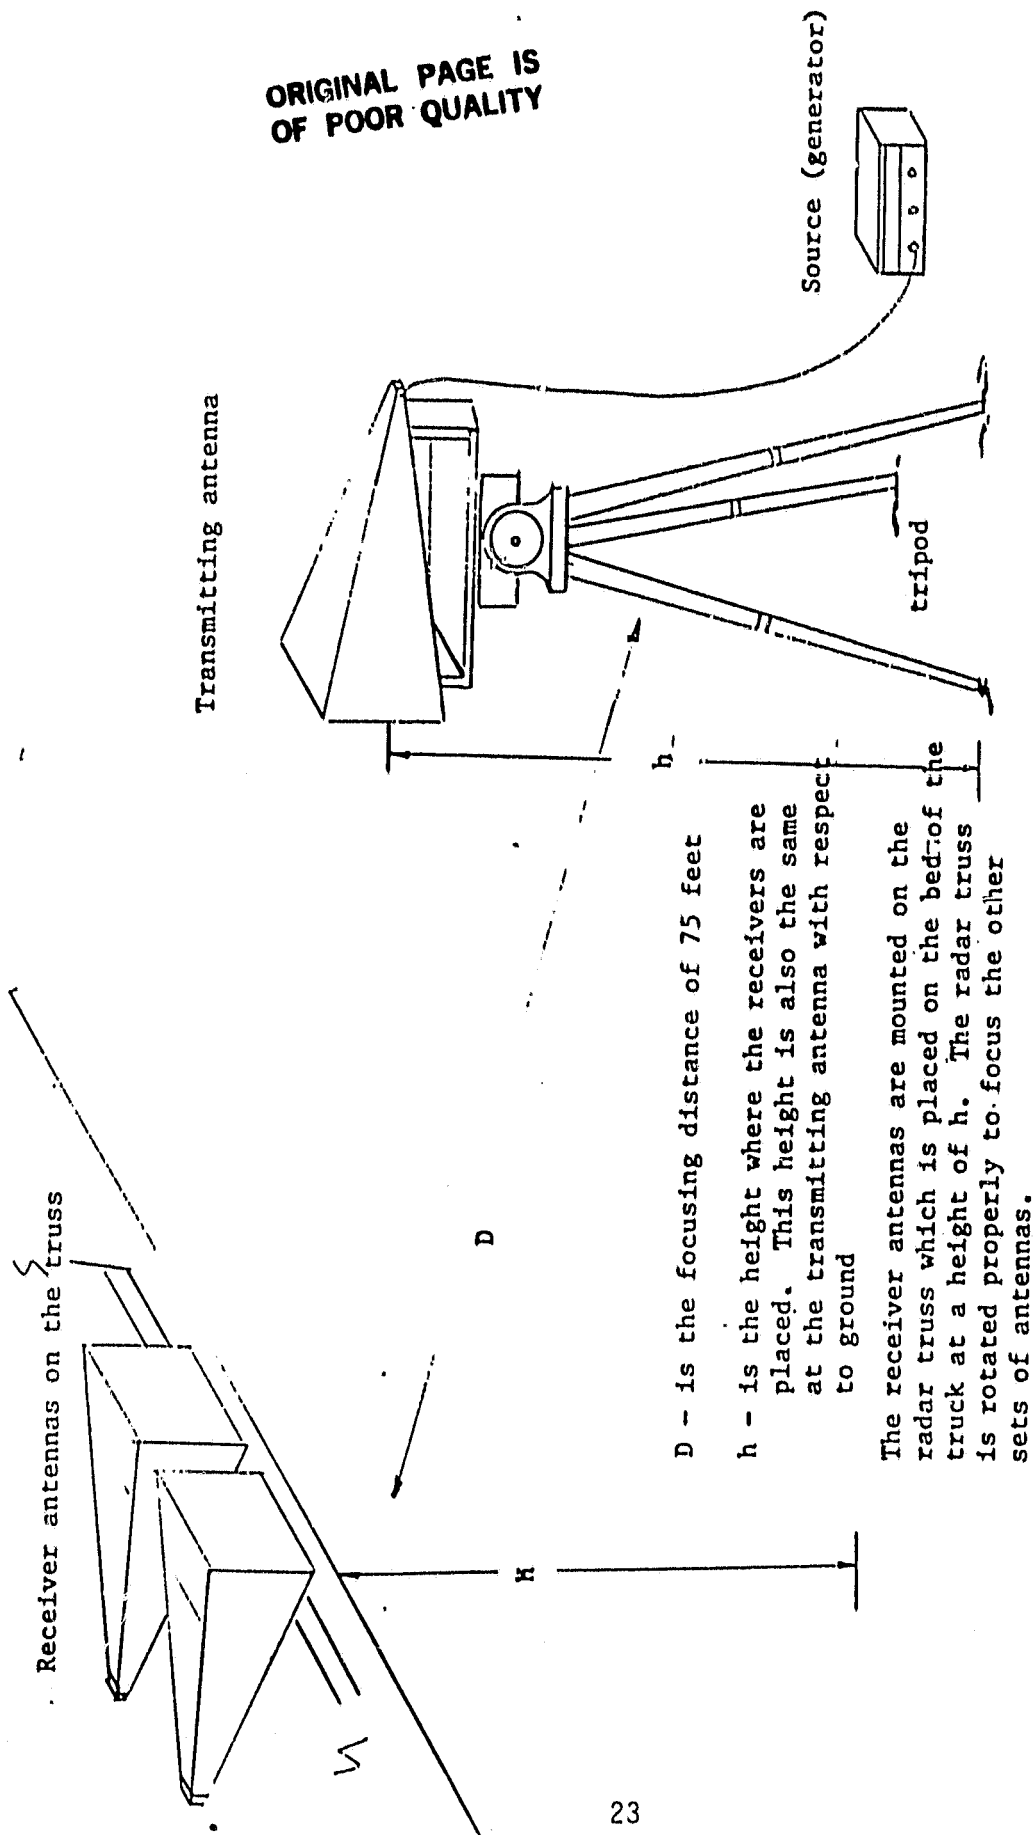 ORIGINAL PAGE IS
OF POOR QUALITY
Receiver antennas on the truss
Transmitting antenna
Source (generator)
D
h
H
tripod
D - is the focusing distance of 75 feet
h - is the height where the receivers are
placed. This height is also the same
at the transmitting antenna with respect
to ground
The receiver antennas are mounted on the
radar truss which is placed on the bed of the
truck at a height of h. The radar truss
is rotated properly to focus the other
sets of antennas.
23